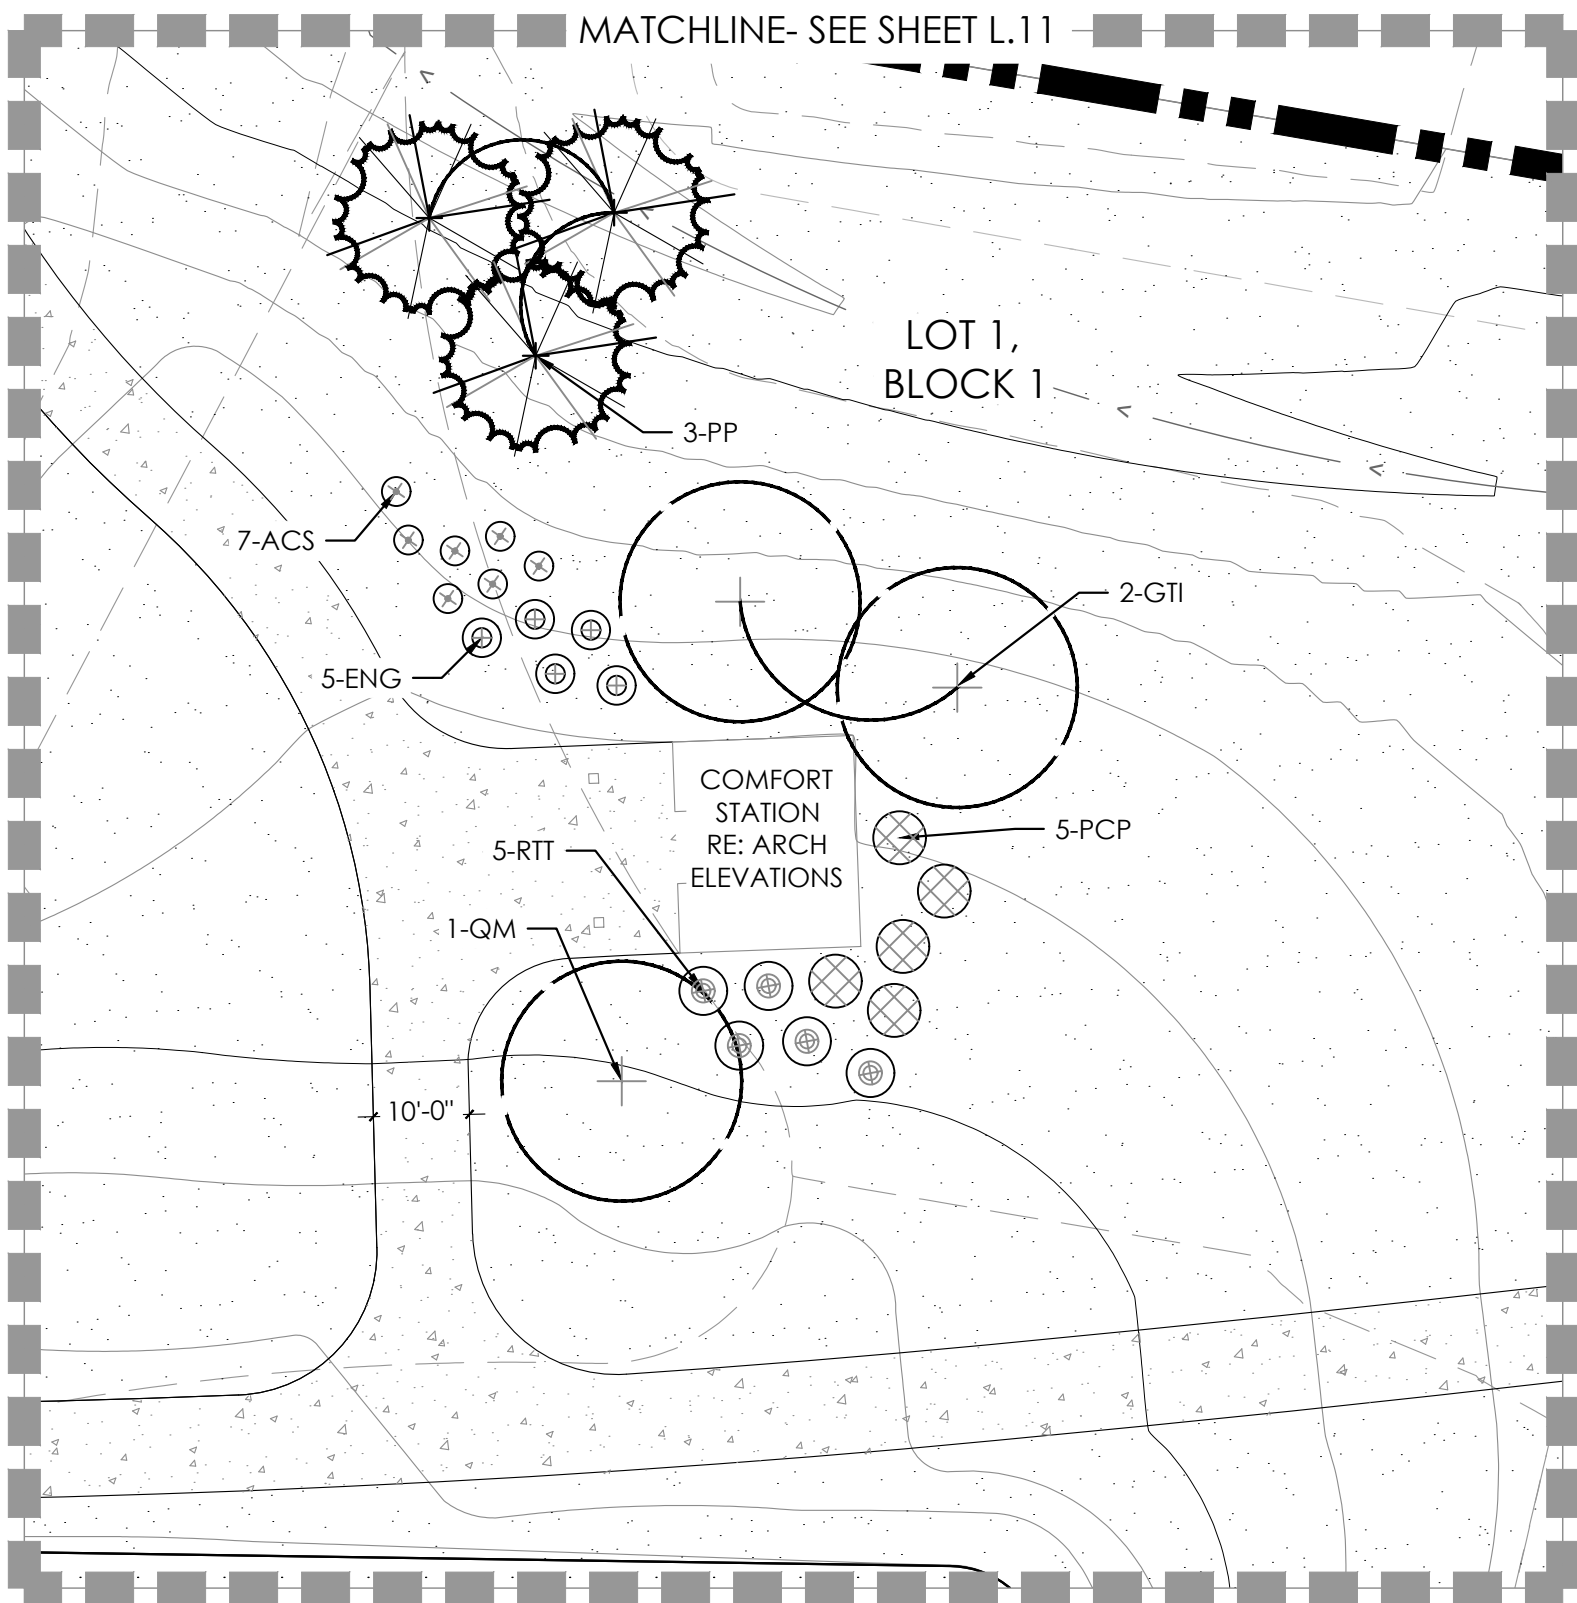 MATCHLINE- SEE SHEET L.11
LOT 1,
BLOCK 1
3-PP
7-ACS
2-GTI
5-ENG
COMFORT
STATION
RE: ARCH
ELEVATIONS
5-PCP
5-RTT
1-QM
10'-0"